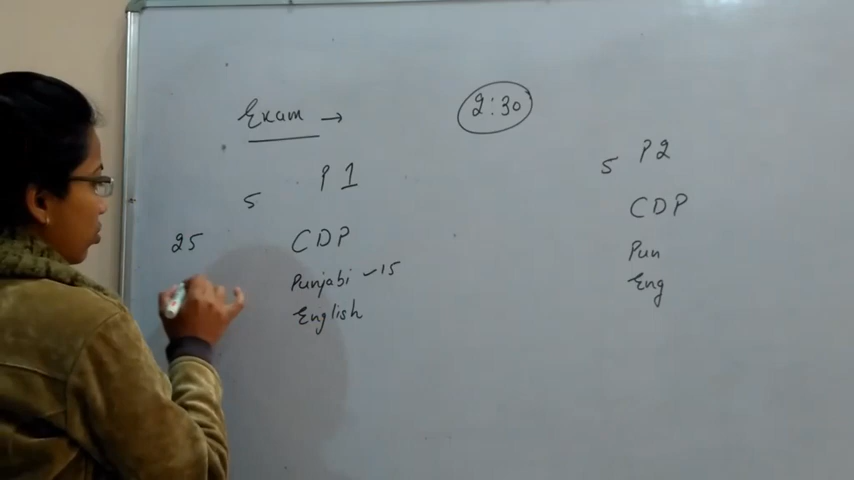 Exam → 2:30
P1
5
25 CDP
Punjabi - 15
English
5 P2
CDP
Pun
Eng